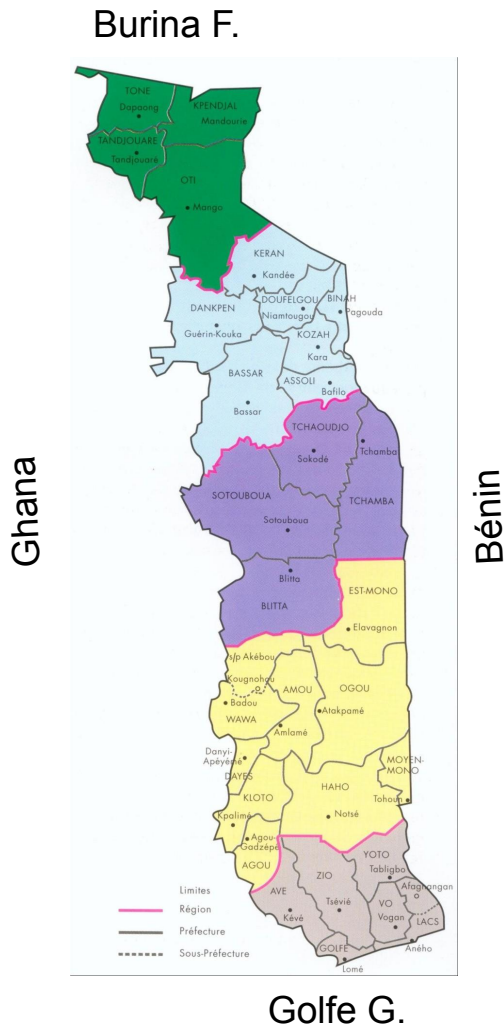 Burina F.
TONE
Dapaong
KPENDJAL
Mandourie
TANDJOUARE
Tandjouaré
OTI
Mango
KERAN
Kandée
DANKPEN
Guérin-Kouka
DOUFELGOU
Niamtougou
BINAH
Pagouda
KOZAH
Kara
BASSAR
Bassar
ASSOLI
Bafilo
TCHAOUDJO
Sokodé
Tchamba
TCHAMBA
SOTOUBOUA
Sotouboua
Ghana
Bénin
Blitta
BLITTA
EST-MONO
Elavagnon
s/p Akébou
Kougnohou
AMOU
OGOU
Badou
WAWA
Atakpamé
Amlamé
Danyi-
Apéyémé
DAYES
MOYEN-
MONO
KLOTO
HAHO
Tohoun
Kpalimé
Notsé
Agou-
Gadzépé
AGOU
YOTO
Tabligbo
ZIO
AVE
Kévé
Tsévié
VO
Vogan
Afagnangan
LACS
GOLFE
Lomé
Aného
Limites
Région
Préfecture
Sous-Préfecture
Golfe G.